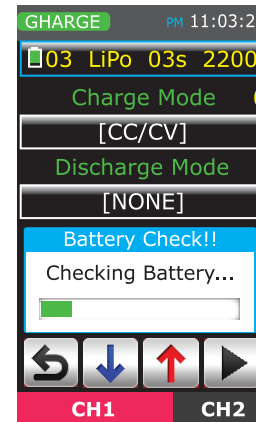 GHARGE PM 11:03:2
03 LiPo 03s 2200
Charge Mode
[CC/CV]
Discharge Mode
[NONE]
Battery Check!!
Checking Battery...
CH1 CH2